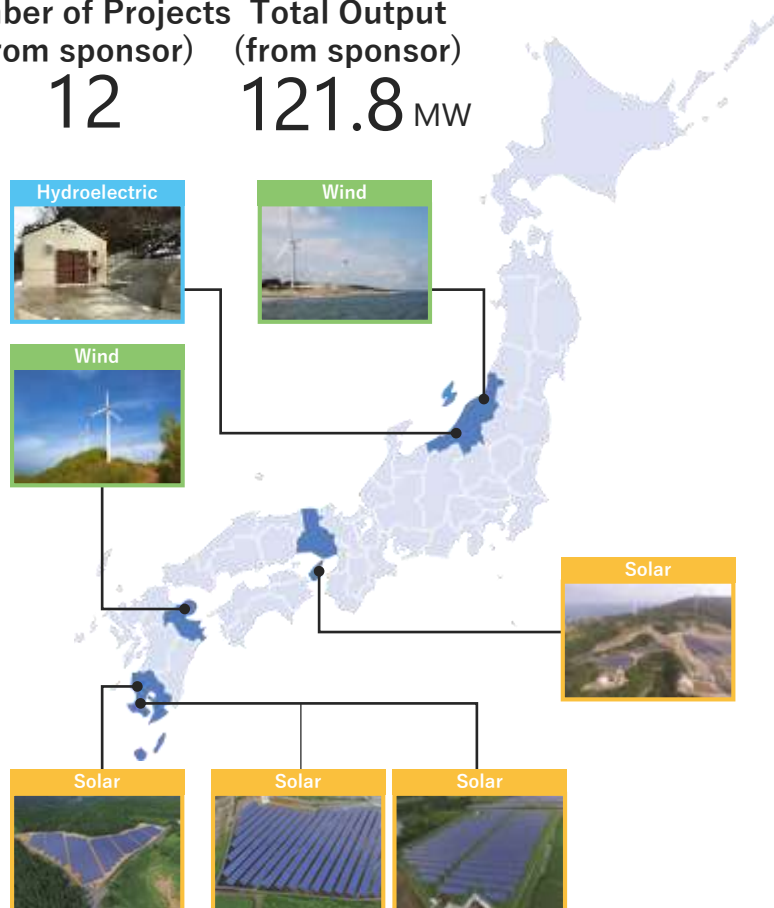 ber of Projects Total Output
om sponsor) (from sponsor)
12 121.8 MW
Hydroelectric
Wind
Wind
Solar
Solar
Solar
Solar